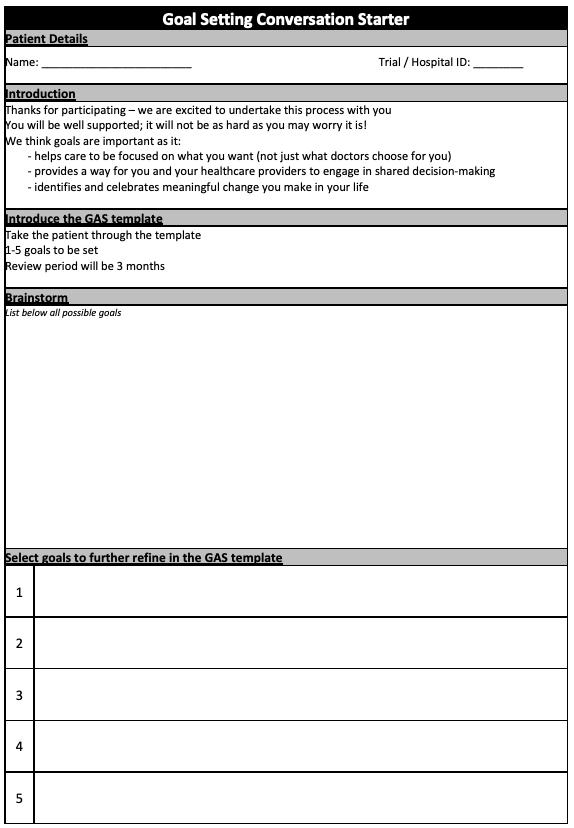 Goal Setting Conversation Starter
Patient Details
Name: ________________________ Trial / Hospital ID: ________
Introduction
Thanks for participating – we are excited to undertake this process with you
You will be well supported; it will not be as hard as you may worry it is!
We think goals are important as it:
- helps care to be focused on what you want (not just what doctors choose for you)
- provides a way for you and your healthcare providers to engage in shared decision-making
- identifies and celebrates meaningful change you make in your life
Introduce the GAS template
Take the patient through the template
1-5 goals to be set
Review period will be 3 months
Brainstorm
List below all possible goals
Select goals to further refine in the GAS template
1
2
3
4
5